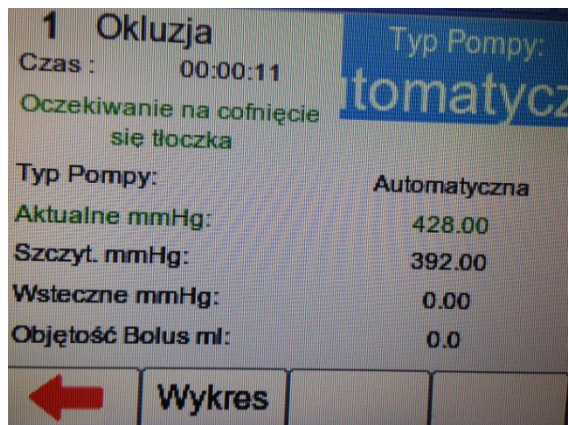 1 Okluzja
Typ Pompy:
Czas : 00:00:11
tomatycz
Oczekiwanie na cofnięcie
się tłoczka
Typ Pompy: Automatyczna
Aktualne mmHg: 428.00
Szczyt. mmHg: 392.00
Wsteczne mmHg: 0.00
Objętość Bolus ml: 0.0
Wykres